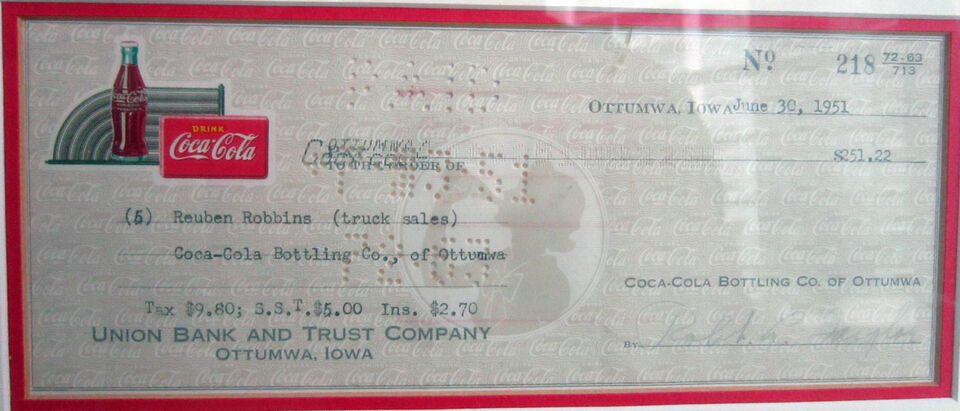 Nº 218 72-63/713
OTTUMWA, IOWA June 30, 1951
DRINK
Coca-Cola
OTTUMWA
TO THE ORDER OF
$251.22
(5) Reuben Robbins (truck sales)
Coca-Cola Bottling Co., of Ottumwa
COCA-COLA BOTTLING CO. OF OTTUMWA
Tax $9.80; S.S.T.$5.00 Ins. $2.70
UNION BANK AND TRUST COMPANY
OTTUMWA, IOWA
BY